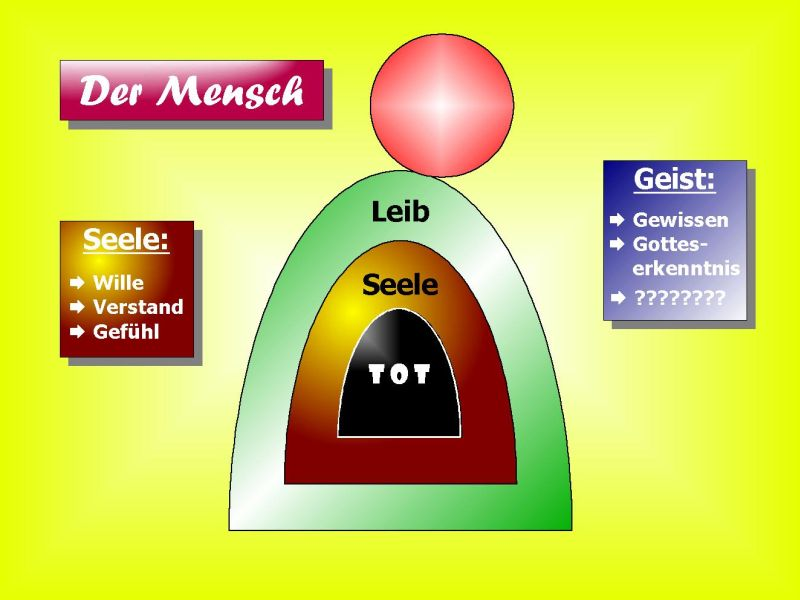 Der Mensch
Seele:
Wille
Verstand
Gefühl
Leib
Seele
TOT
Geist:
Gewissen
Gottes-
erkenntnis
????????